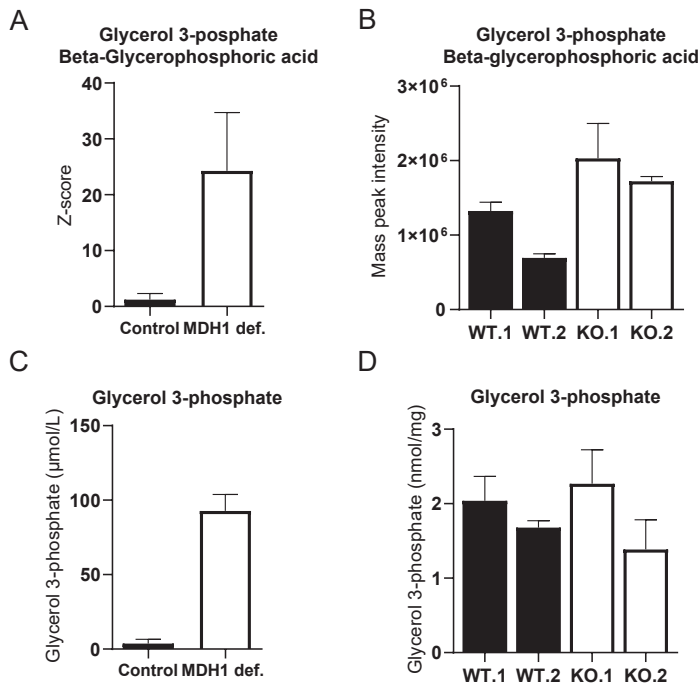 A
Glycerol 3-posphate
Beta-Glycerophosphoric acid
Z-score
40
30
20
10
0
Control MDH1 def.
B
Glycerol 3-phosphate
Beta-glycerophosphoric acid
Mass peak intensity
3×10⁶
2×10⁶
1×10⁶
0
WT.1 WT.2 KO.1 KO.2
C
Glycerol 3-phosphate
Glycerol 3-phosphate (µmol/L)
150
100
50
0
Control MDH1 def.
D
Glycerol 3-phosphate
Glycerol 3-phosphate (nmol/mg)
3
2
1
0
WT.1 WT.2 KO.1 KO.2